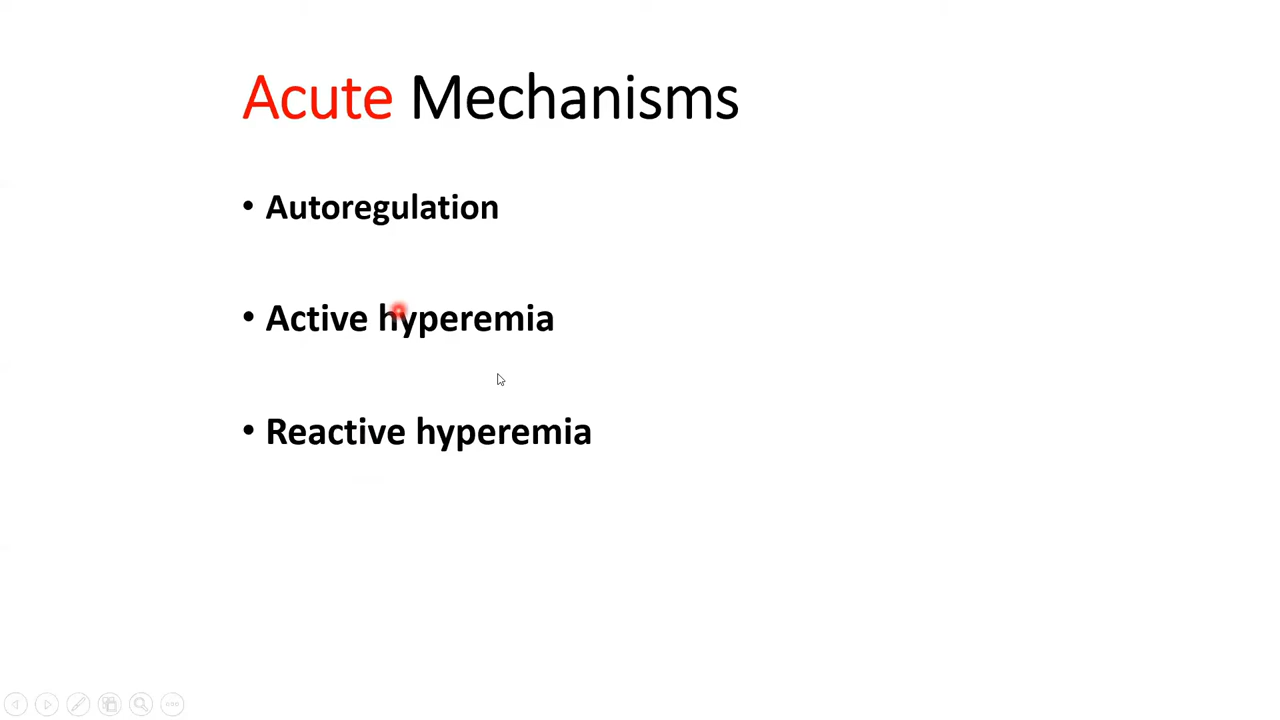 Acute Mechanisms
• Autoregulation
• Active hyperemia
• Reactive hyperemia